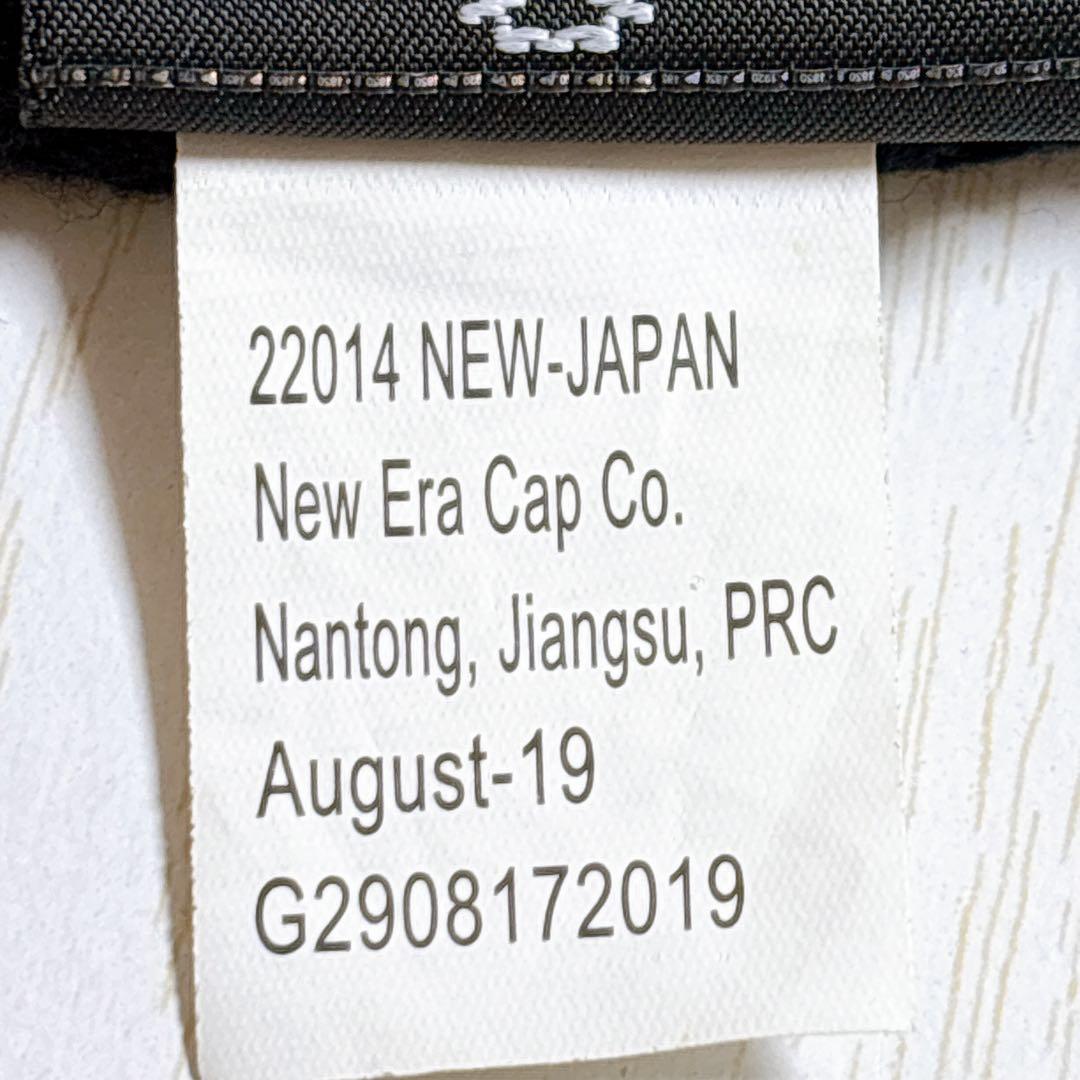 22014 NEW-JAPAN
New Era Cap Co.
Nantong, Jiangsu, PRC
August-19
G2908172019